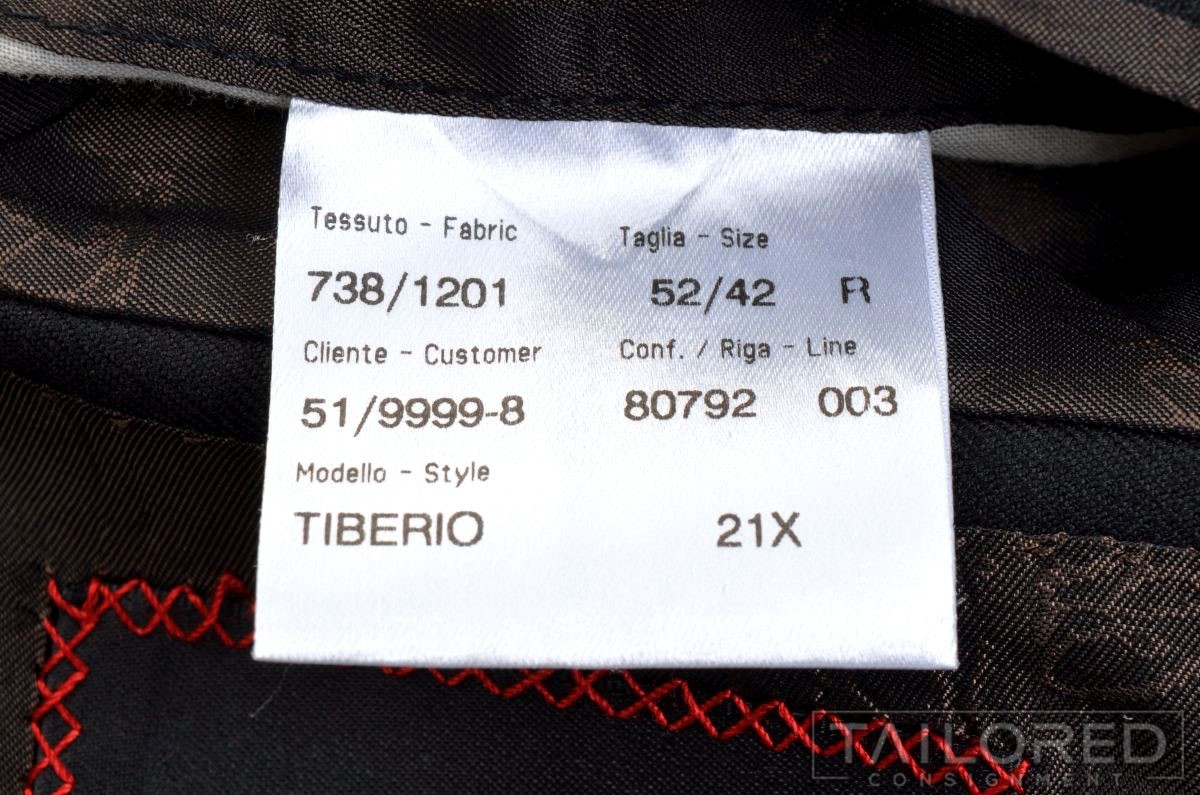 Tessuto - Fabric Taglia - Size
738/1201 52/42 R
Cliente - Customer Conf. / Riga - Line
51/9999-8 80792 003
Modello - Style
TIBERIO 21X
TAILORED
CONSIGNMENT